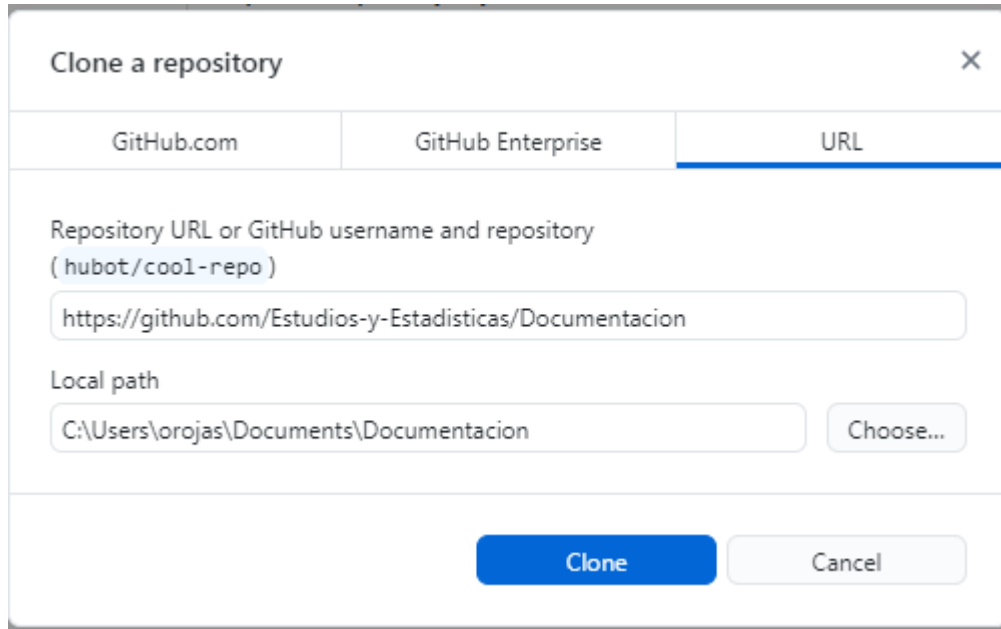 Clone a repository
GitHub.com GitHub Enterprise URL
Repository URL or GitHub username and repository
(hubot/cool-repo)
https://github.com/Estudios-y-Estadisticas/Documentacion
Local path
C:\Users\orojas\Documents\Documentacion Choose...
Clone Cancel